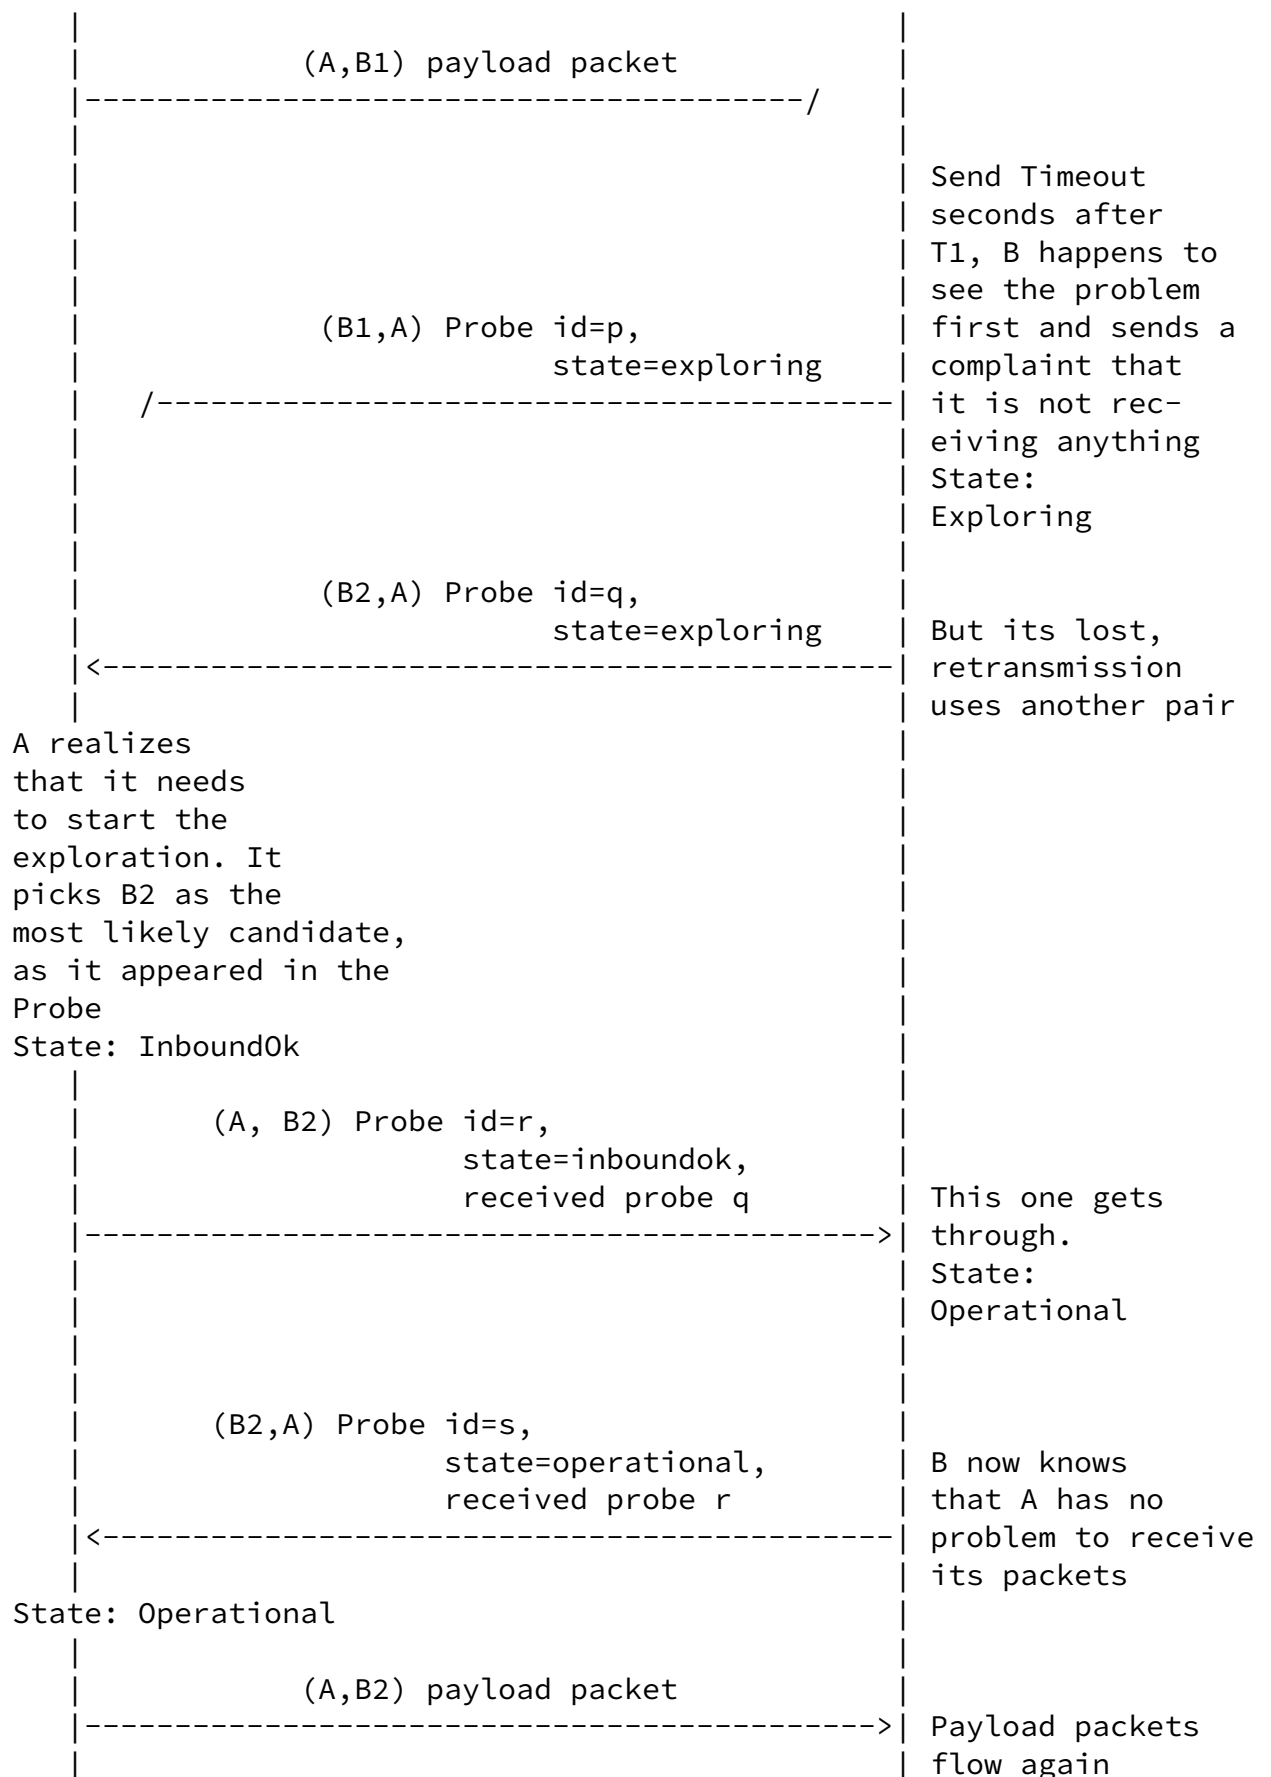 (A,B1) payload packet
|----------------------------------------/ |
Send Timeout
seconds after
T1, B happens to
see the problem
(B1,A) Probe id=p, first and sends a
state=exploring complaint that
/-----------------------------------------| it is not rec-
eiving anything
State:
Exploring
(B2,A) Probe id=q,
state=exploring But its lost,
|<--------------------------------------------| retransmission
uses another pair
A realizes
that it needs
to start the
exploration. It
picks B2 as the
most likely candidate,
as it appeared in the
Probe
State: InboundOk
(A, B2) Probe id=r,
state=inboundok,
received probe q This one gets
|-------------------------------------------->| through.
State:
Operational
(B2,A) Probe id=s,
state=operational, B now knows
received probe r that A has no
|<--------------------------------------------| problem to receive
its packets
State: Operational
(A,B2) payload packet
|-------------------------------------------->| Payload packets
flow again